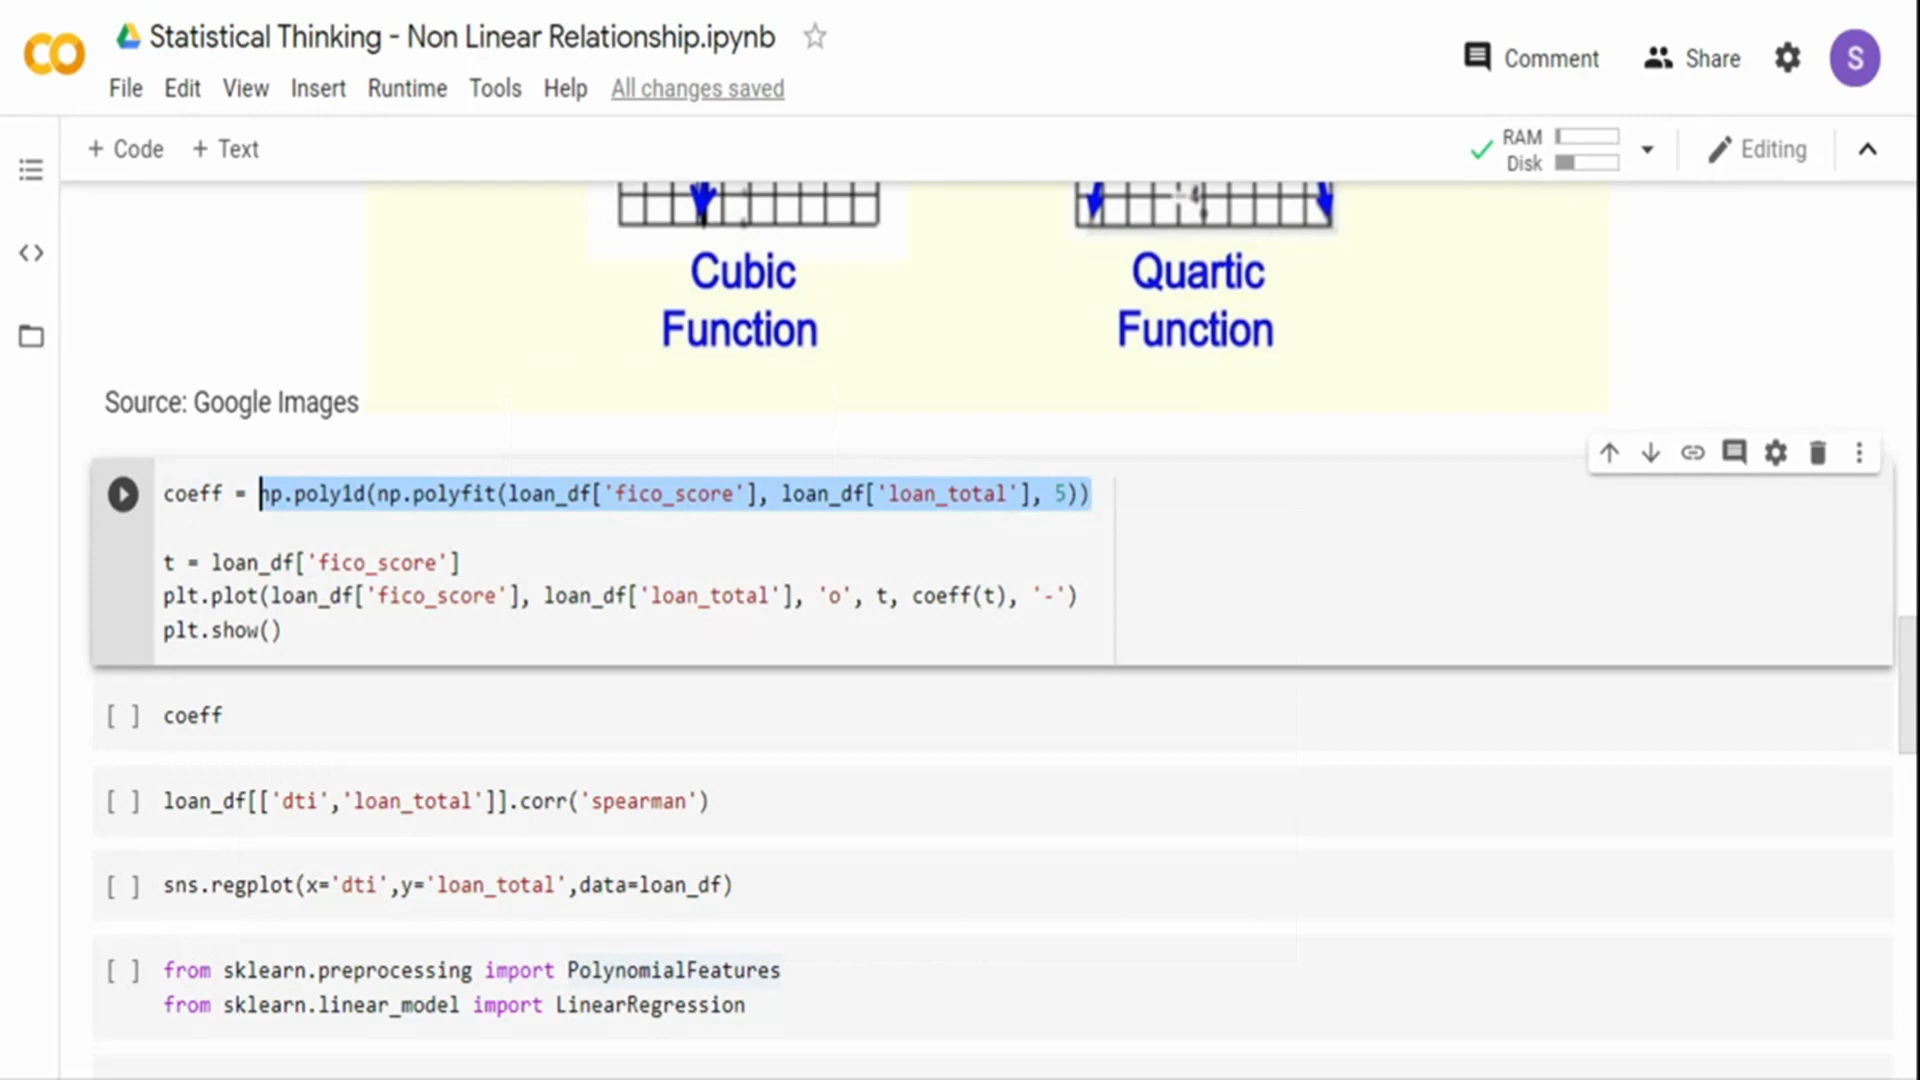 Statistical Thinking - Non Linear Relationship.ipynb
Comment
Share
S
File Edit View Insert Runtime Tools Help All changes saved
+ Code + Text
RAM
Disk
Editing
-4
Cubic
Function
Quartic
Function
Source: Google Images
coeff = np.poly1d(np.polyfit(loan_df['fico_score'], loan_df['loan_total'], 5))
t = loan_df['fico_score']
plt.plot(loan_df['fico_score'], loan_df['loan_total'], 'o', t, coeff(t), '-')
plt.show()
[ ] coeff
[ ] loan_df[['dti','loan_total']].corr('spearman')
[ ] sns.regplot(x='dti',y='loan_total',data=loan_df)
[ ] from sklearn.preprocessing import PolynomialFeatures
from sklearn.linear_model import LinearRegression